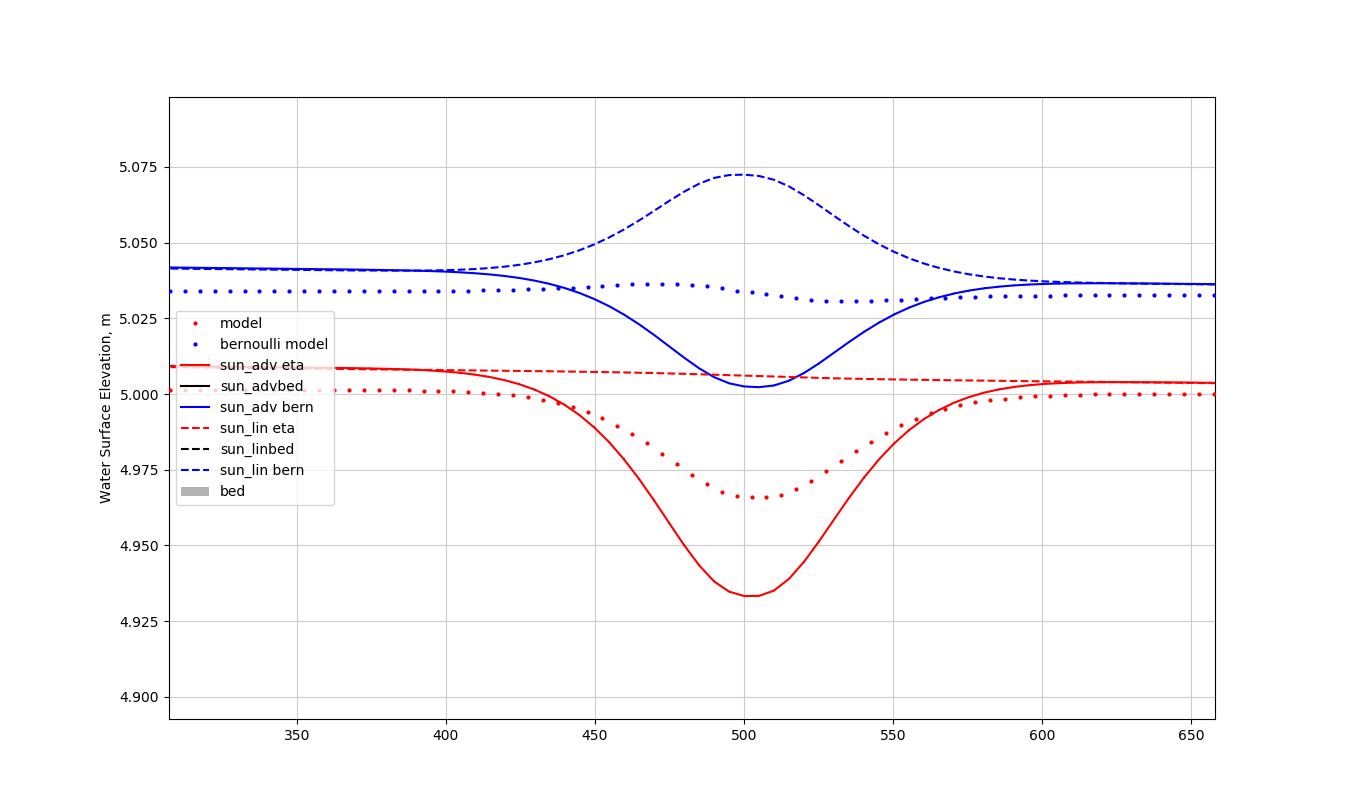 5.075
5.050
5.025
5.000
4.975
4.950
4.925
4.900
Water Surface Elevation, m
model
bernoulli model
sun_adv eta
sun_advbed
sun_adv bern
sun_lin eta
sun_linbed
sun_lin bern
bed
350 400 450 500 550 600 650